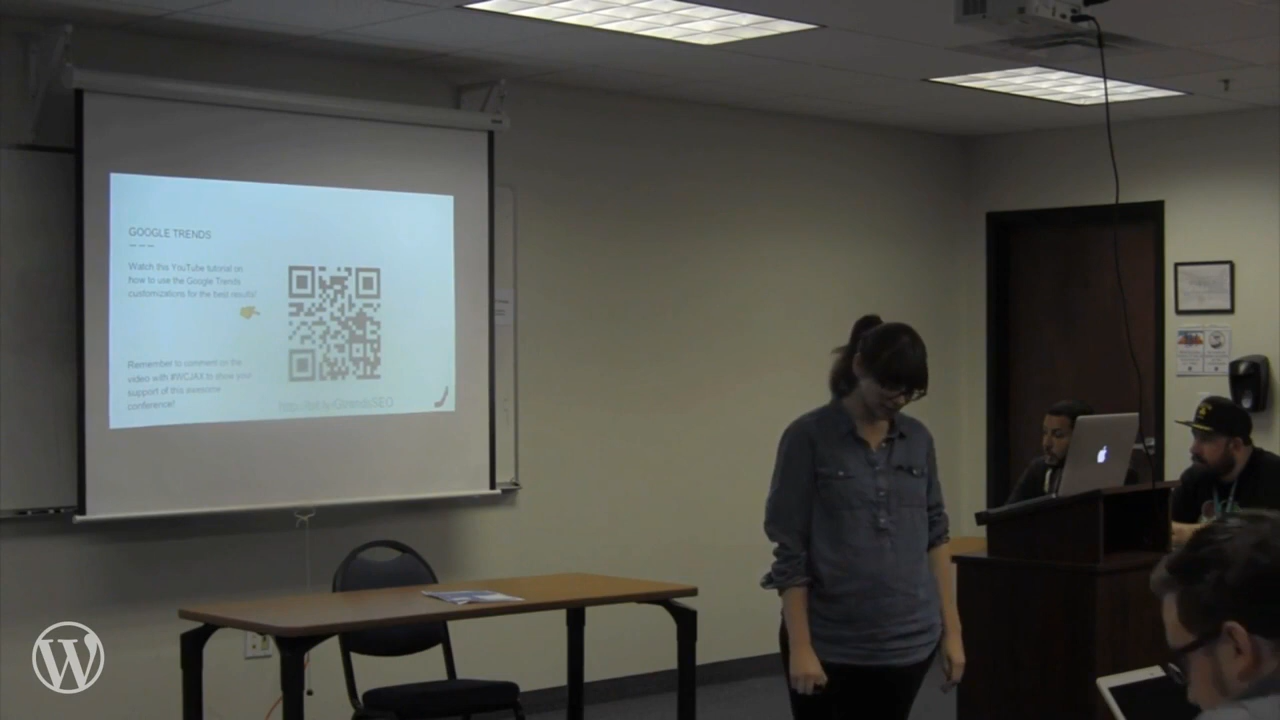 GOOGLE TRENDS
Watch this YouTube tutorial on
how to use the Google Trends
customizations for the best results!
Remember to comment on the
video with #WCJAX to show your
support of this awesome
conference!